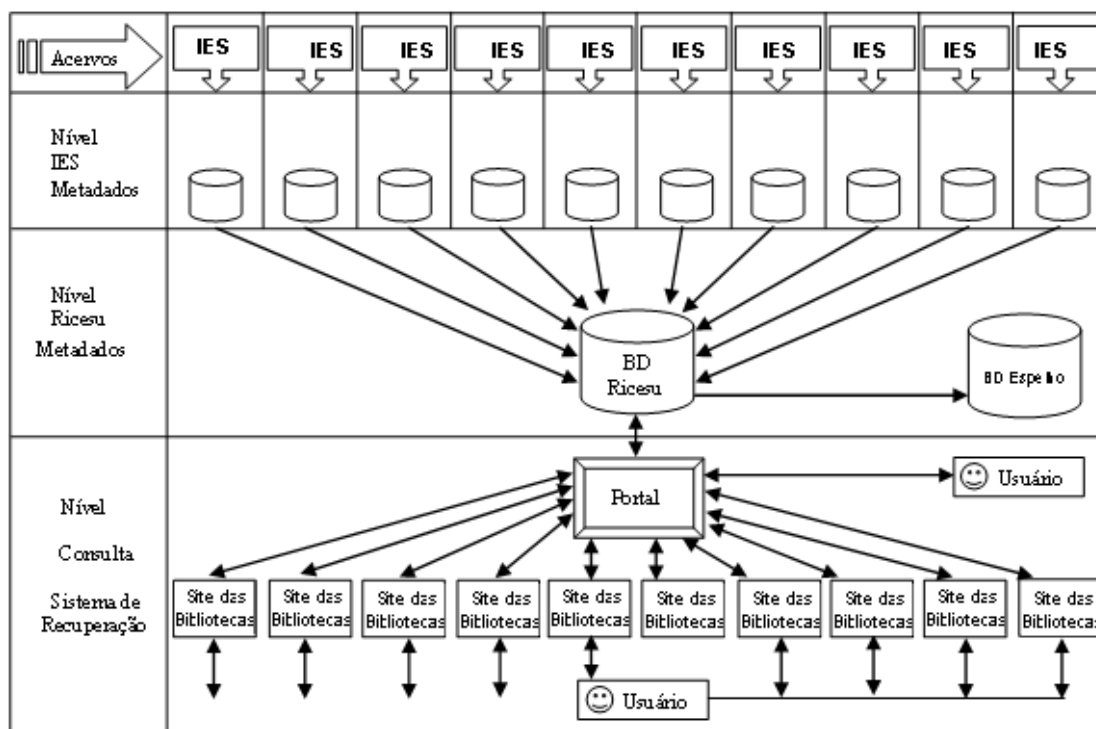 Acervos
IES
IES
IES
IES
IES
IES
IES
IES
IES
IES
Nível
IES
Metadados
Nível
Ricesu
Metadados
BD
Ricesu
BD Espelho
Nível
Consulta
Sistema de
Recuperação
Portal
Usuário
Site das
Bibliotecas
Site das
Bibliotecas
Site das
Bibliotecas
Site das
Bibliotecas
Site das
Bibliotecas
Site das
Bibliotecas
Site das
Bibliotecas
Site das
Bibliotecas
Site das
Bibliotecas
Site das
Bibliotecas
Usuário